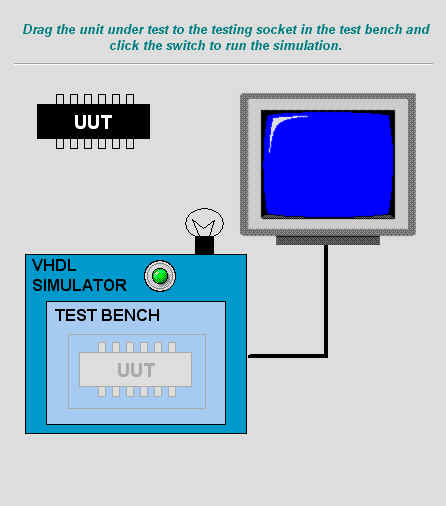 Drag the unit under test to the testing socket in the test bench and
click the switch to run the simulation.
UUT
VHDL
SIMULATOR
TEST BENCH
UUT